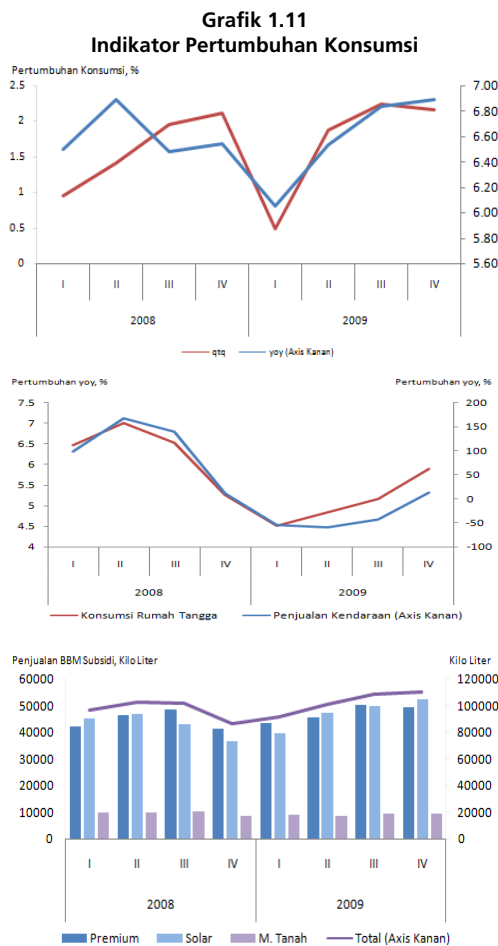 Grafik 1.11
Indikator Pertumbuhan Konsumsi
Pertumbuhan Konsumsi, %
2.5 7.00
2 6.80
6.60
1.5 6.40
1 6.20
6.00
0.5 5.80
0 5.60
I II III IV I II III IV
2008 2009
qtq yoy (Axis Kanan)
Pertumbuhan yoy, % Pertumbuhan yoy, %
7.5 200
7 150
6.5 100
6 50
5.5 0
5
4.5 -50
4 -100
I II III IV I II III IV
2008 2009
Konsumsi Rumah Tangga Penjualan Kendaraan (Axis Kanan)
Penjualan BBM Subsidi, Kilo Liter Kilo Liter
60000 120000
50000 100000
40000 80000
30000 60000
20000 40000
10000 20000
0 0
I II III IV I II III IV
2008 2009
Premium Solar M. Tanah Total (Axis Kanan)